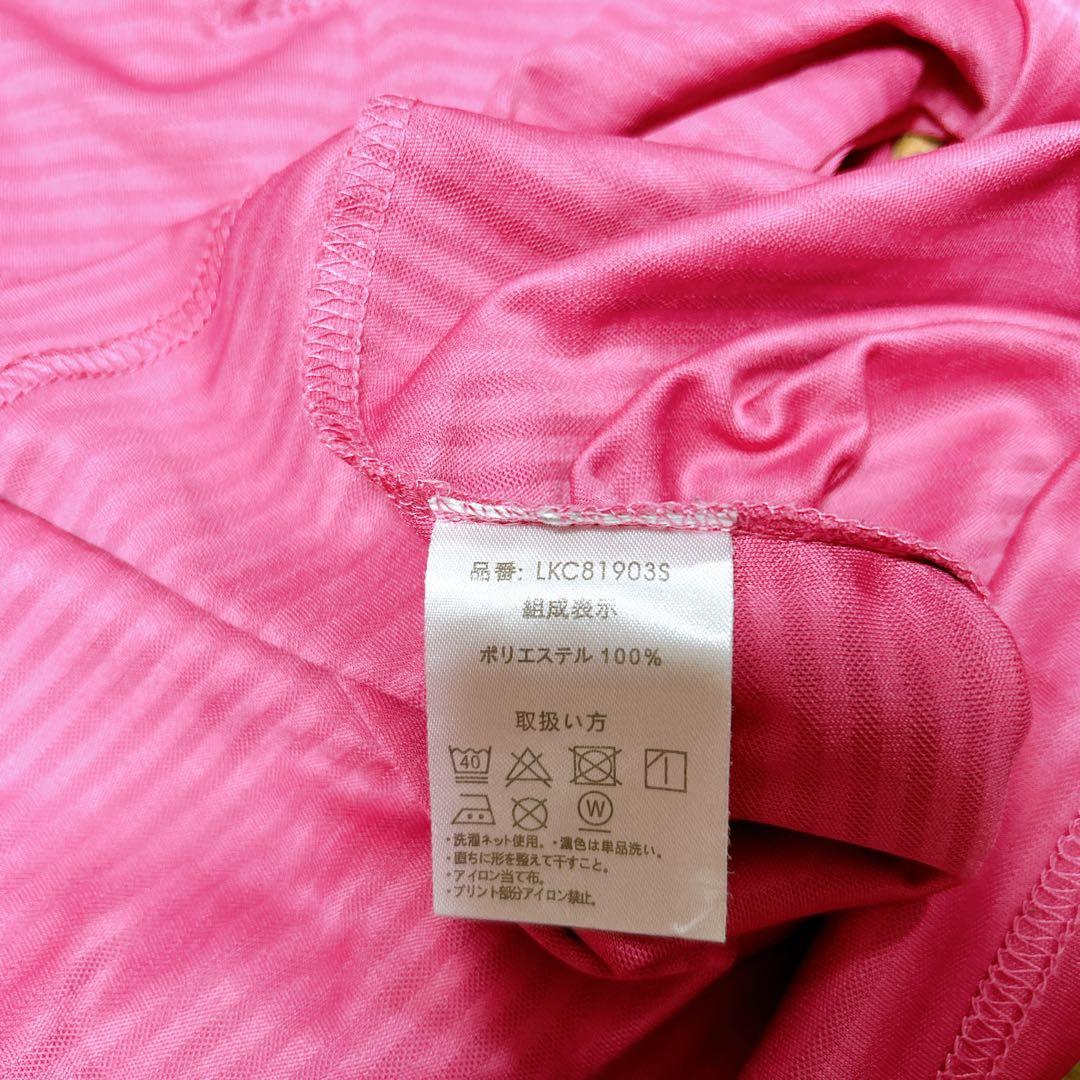 品番: LKC81903S
組成表示
ポリエステル 100%
取扱い方
40
W
・洗濯ネット使用。・濃色は単品洗い。
・直ちに形を整えて干すこと。
・アイロン当て布。
・プリント部分アイロン禁止。